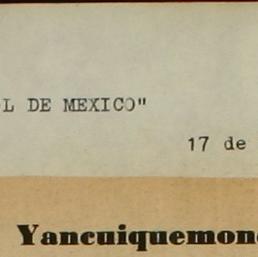 L DE MEXICO"
17 de
Yancuiquemon